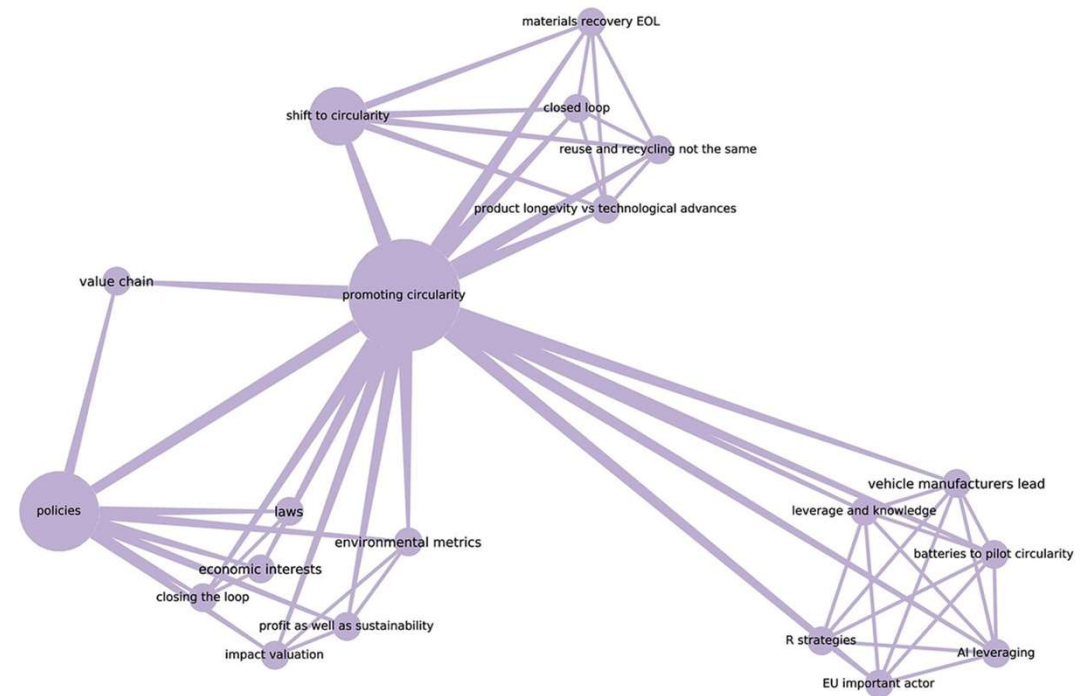 materials recovery EOL
closed loop
shift to circularity
reuse and recycling not the same
product longevity vs technological advances
value chain
promoting circularity
vehicle manufacturers lead
policies
laws
leverage and knowledge
environmental metrics
batteries to pilot circularity
economic interests
closing the loop
profit as well as sustainability
R strategies
impact valuation
AI leveraging
EU important actor